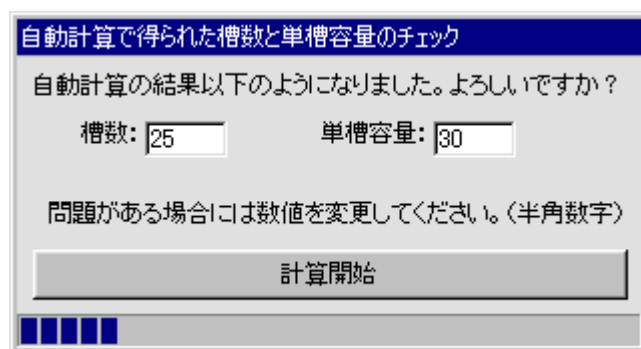 自動計算で得られた槽数と単槽容量のチェック
自動計算の結果以下のようになりました。よろしいですか？
槽数: 25 単槽容量: 30
問題がある場合には数値を変更してください。(半角数字)
計算開始